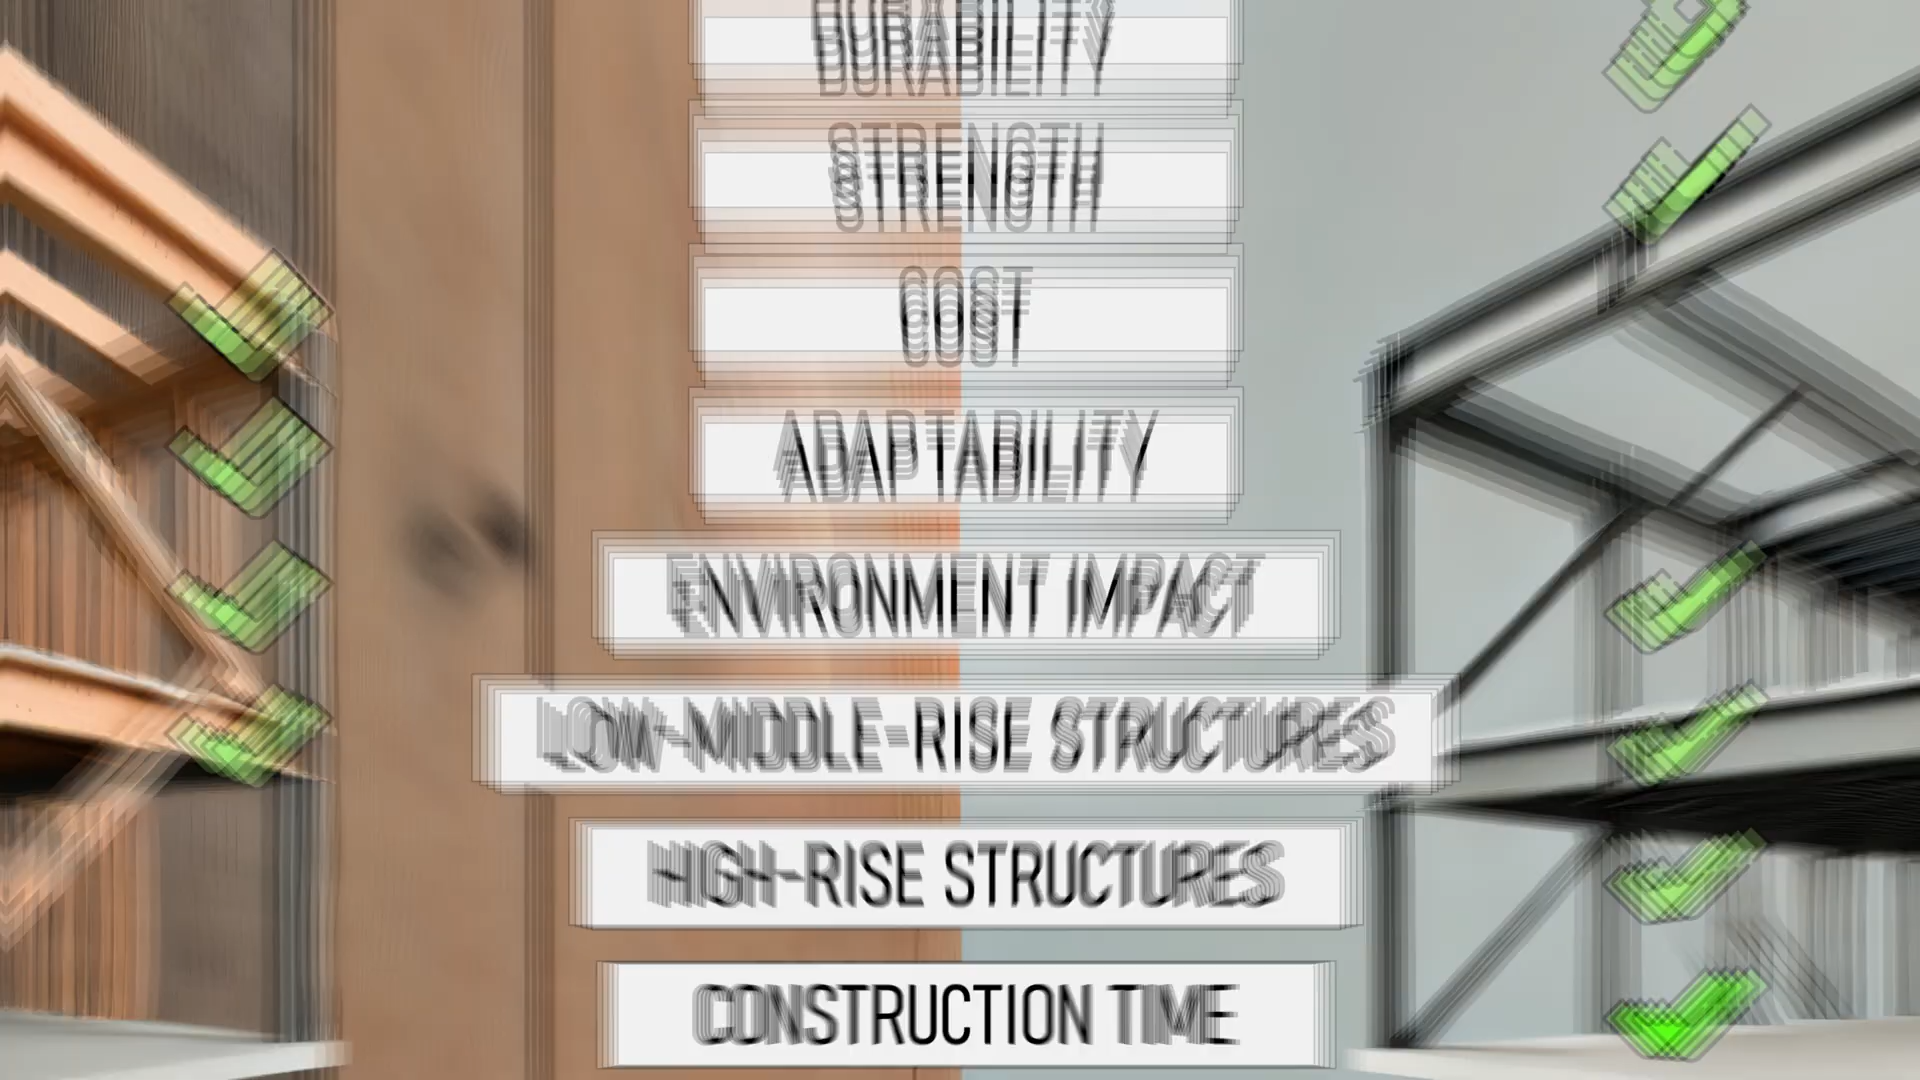 DURABILITY
STRENGTH
COST
ADAPTABILITY
ENVIRONMENT IMPACT
LOW-MIDDLE-RISE STRUCTURES
HIGH-RISE STRUCTURES
CONSTRUCTION TIME